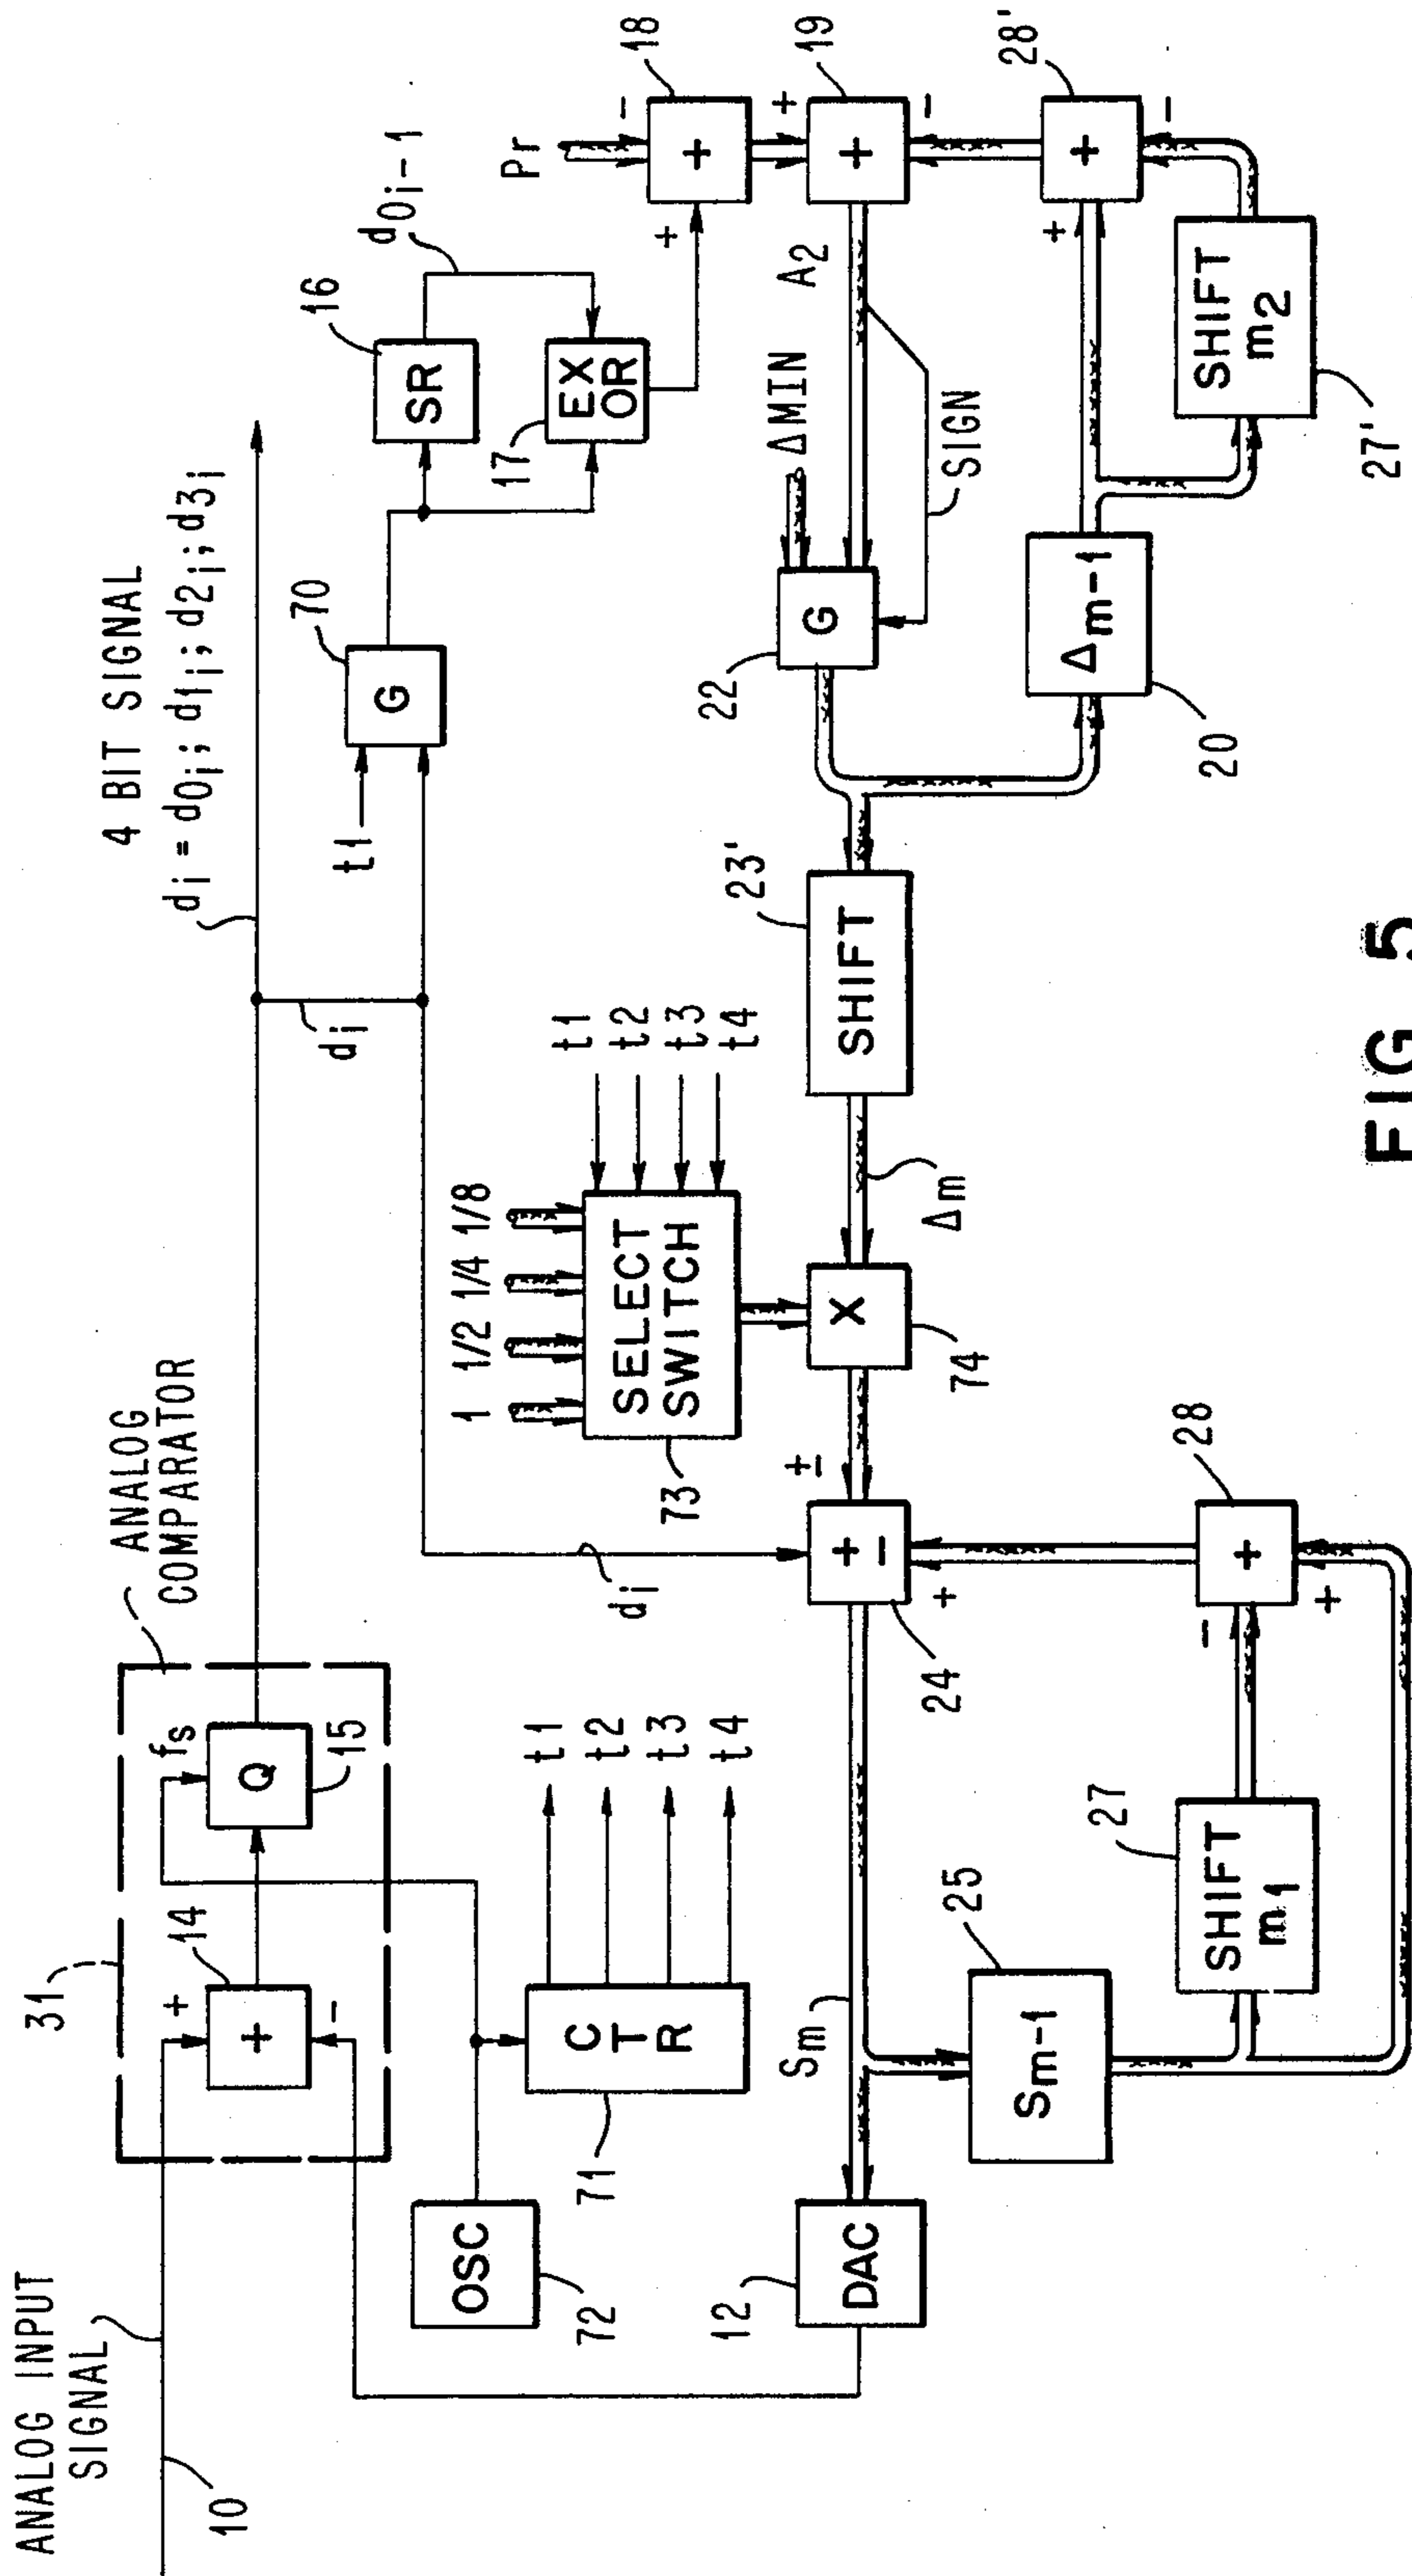 ANALOG INPUT
SIGNAL
10
31
ANALOG
COMPARATOR
14
+
+
-
fs
Q
15
4 BIT SIGNAL
di = d0i; d1i; d2i; d3i
di
70
G
t1
16
SR
d0i-1
17
EX
OR
Pr
-
18
+
+
OSC
72
CTR
71
t1
t2
t3
t4
di
1
1/2
1/4
1/8
SELECT
SWITCH
73
t1
t2
t3
t4
12
DAC
Sm
24
+
-
+
±
X
74
Δm
SHIFT
23'
22
G
ΔMIN
A2
SIGN
+
19
+
-
25
Sm-1
27
SHIFT
m1
-
+
28
+
20
Δm-1
+
28'
+
-
SHIFT
m2
27'
FIG 5